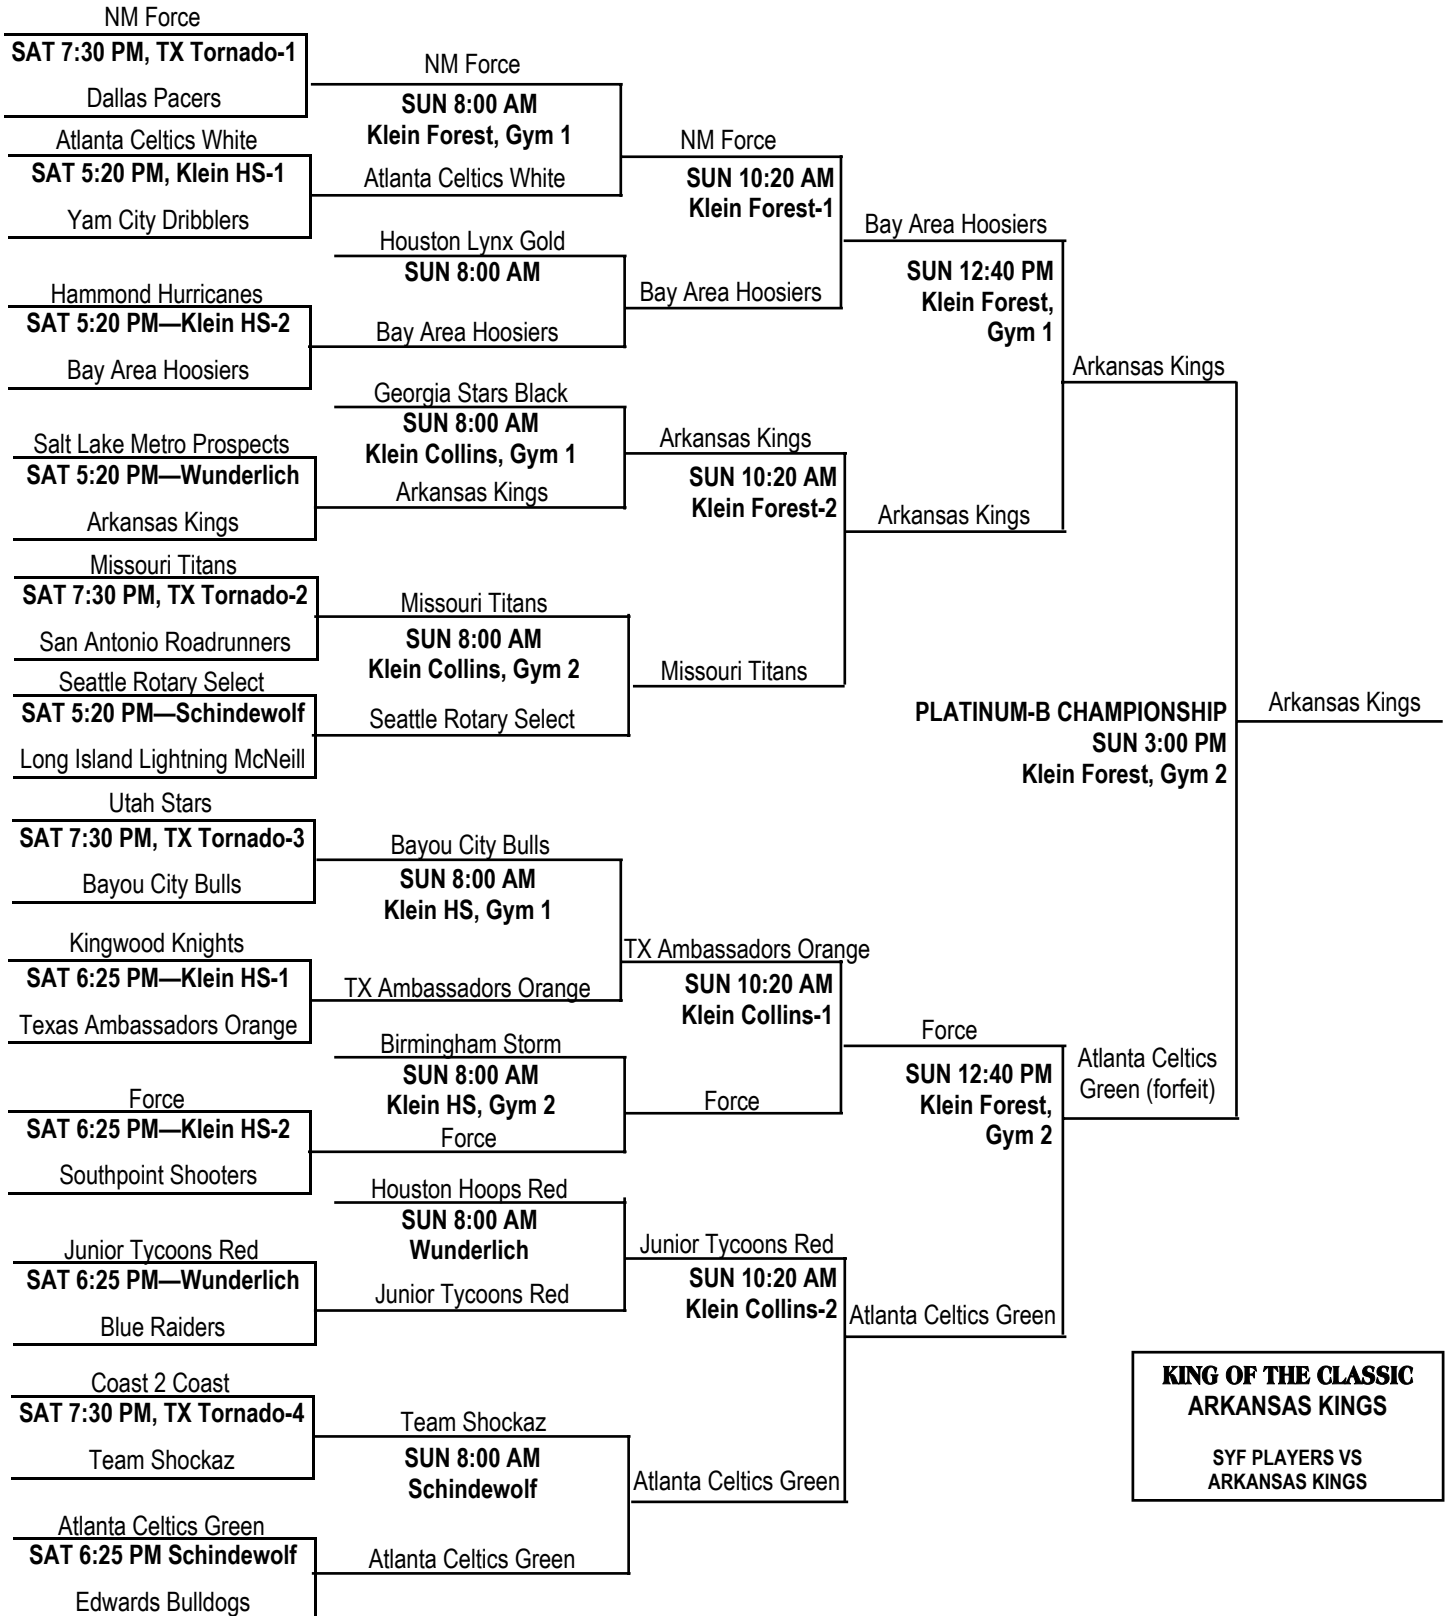 NM Force
SAT 7:30 PM, TX Tornado-1
Dallas Pacers
Atlanta Celtics White
SAT 5:20 PM, Klein HS-1
Yam City Dribblers
Hammond Hurricanes
SAT 5:20 PM—Klein HS-2
Bay Area Hoosiers
Salt Lake Metro Prospects
SAT 5:20 PM—Wunderlich
Arkansas Kings
Missouri Titans
SAT 7:30 PM, TX Tornado-2
San Antonio Roadrunners
Seattle Rotary Select
SAT 5:20 PM—Schindewolf
Long Island Lightning McNeill
Utah Stars
SAT 7:30 PM, TX Tornado-3
Bayou City Bulls
Kingwood Knights
SAT 6:25 PM—Klein HS-1
Texas Ambassadors Orange
Force
SAT 6:25 PM—Klein HS-2
Southpoint Shooters
Junior Tycoons Red
SAT 6:25 PM—Wunderlich
Blue Raiders
Coast 2 Coast
SAT 7:30 PM, TX Tornado-4
Team Shockaz
Atlanta Celtics Green
SAT 6:25 PM Schindewolf
Edwards Bulldogs
NM Force
SUN 8:00 AM
Klein Forest, Gym 1
Atlanta Celtics White
Houston Lynx Gold
SUN 8:00 AM
Bay Area Hoosiers
Georgia Stars Black
SUN 8:00 AM
Klein Collins, Gym 1
Arkansas Kings
Missouri Titans
SUN 8:00 AM
Klein Collins, Gym 2
Seattle Rotary Select
Bayou City Bulls
SUN 8:00 AM
Klein HS, Gym 1
TX Ambassadors Orange
Birmingham Storm
SUN 8:00 AM
Klein HS, Gym 2
Force
Houston Hoops Red
SUN 8:00 AM
Wunderlich
Junior Tycoons Red
Team Shockaz
SUN 8:00 AM
Schindewolf
Atlanta Celtics Green
NM Force
SUN 10:20 AM
Klein Forest-1
Bay Area Hoosiers
Arkansas Kings
SUN 10:20 AM
Klein Forest-2
Missouri Titans
TX Ambassadors Orange
SUN 10:20 AM
Klein Collins-1
Force
Junior Tycoons Red
SUN 10:20 AM
Klein Collins-2
Atlanta Celtics Green
Bay Area Hoosiers
SUN 12:40 PM
Klein Forest,
Gym 1
Arkansas Kings
Force
SUN 12:40 PM
Klein Forest,
Gym 2
Atlanta Celtics Green
Arkansas Kings
PLATINUM-B CHAMPIONSHIP
SUN 3:00 PM
Klein Forest, Gym 2
Atlanta Celtics
Green (forfeit)
Arkansas Kings
KING OF THE CLASSIC
ARKANSAS KINGS
SYF PLAYERS VS
ARKANSAS KINGS